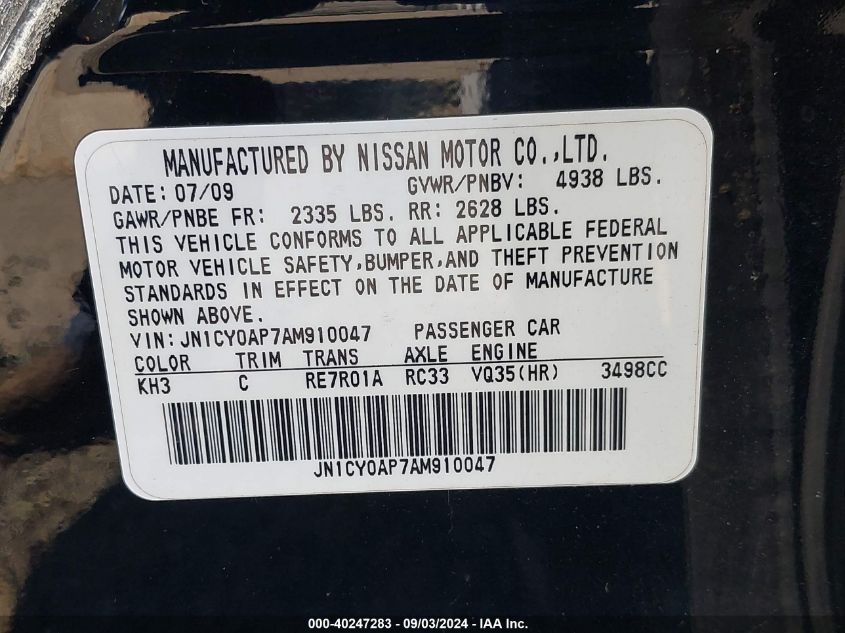 MANUFACTURED BY NISSAN MOTOR CO.,LTD.
DATE: 07/09 GVWR/PNBV: 4938 LBS.
GAWR/PNBE FR: 2335 LBS. RR: 2628 LBS.
THIS VEHICLE CONFORMS TO ALL APPLICABLE FEDERAL
MOTOR VEHICLE SAFETY,BUMPER,AND THEFT PREVENTION
STANDARDS IN EFFECT ON THE DATE OF MANUFACTURE
SHOWN ABOVE.
VIN: JN1CY0AP7AM910047 PASSENGER CAR
COLOR TRIM TRANS AXLE ENGINE
KH3 C RE7R01A RC33 VQ35(HR) 3498CC
JN1CY0AP7AM910047
000-40247283 - 09/03/2024 - IAA Inc.